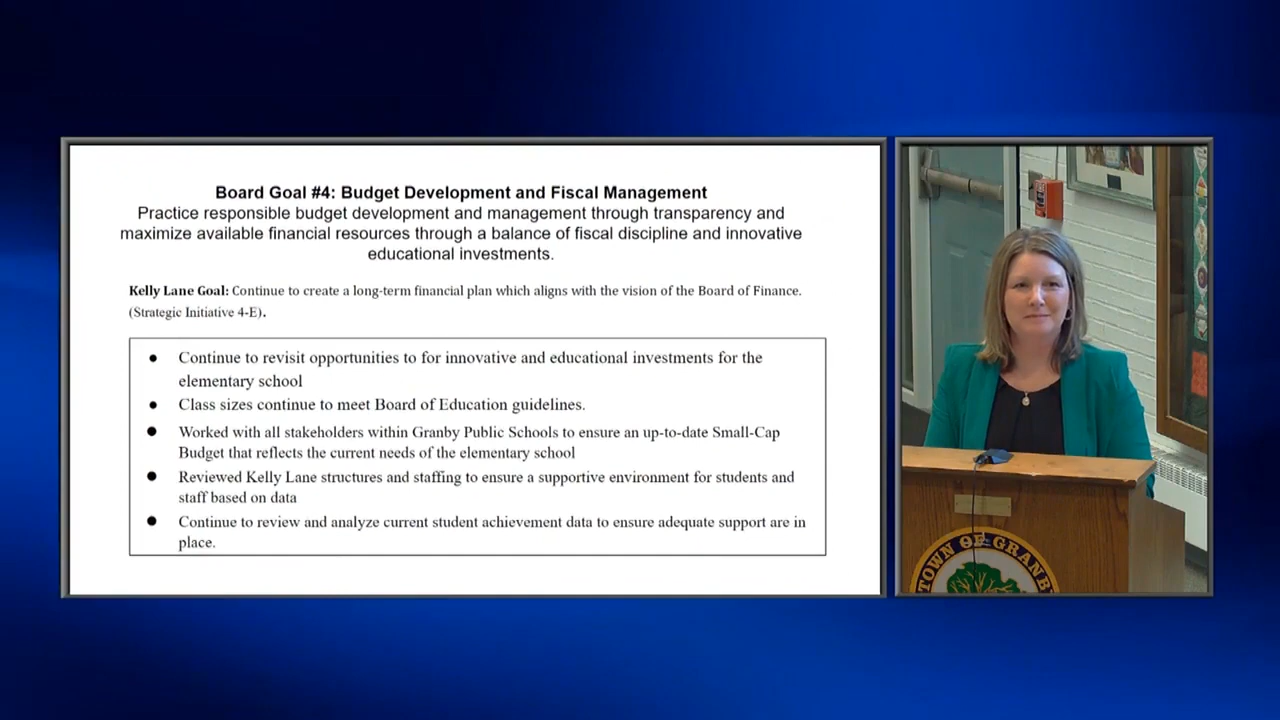 Board Goal #4: Budget Development and Fiscal Management
Practice responsible budget development and management through transparency and
maximize available financial resources through a balance of fiscal discipline and innovative
educational investments.
Kelly Lane Goal: Continue to create a long-term financial plan which aligns with the vision of the Board of Finance.
(Strategic Initiative 4-E).
● Continue to revisit opportunities to for innovative and educational investments for the
elementary school
● Class sizes continue to meet Board of Education guidelines.
● Worked with all stakeholders within Granby Public Schools to ensure an up-to-date Small-Cap
Budget that reflects the current needs of the elementary school
● Reviewed Kelly Lane structures and staffing to ensure a supportive environment for students and
staff based on data
● Continue to review and analyze current student achievement data to ensure adequate support are in
place.
TOWN OF GRANB